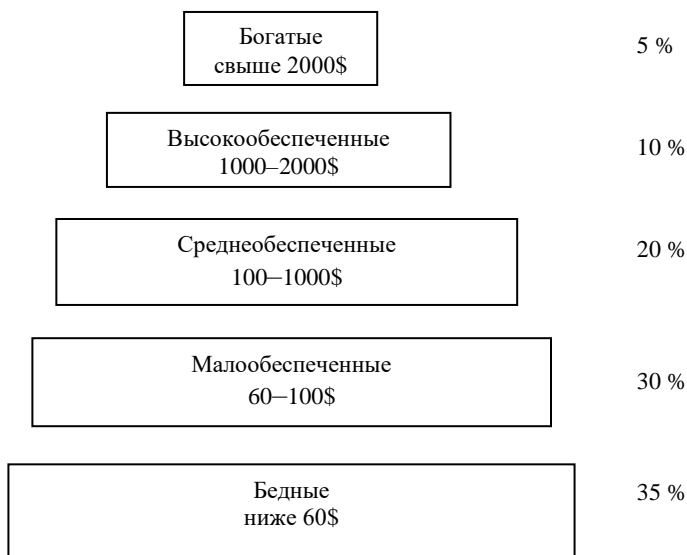 Богатые
свыше 2000$
5 %
Высокообеспеченные
1000–2000$
10 %
Среднеобеспеченные
100–1000$
20 %
Малообеспеченные
60–100$
30 %
Бедные
ниже 60$
35 %